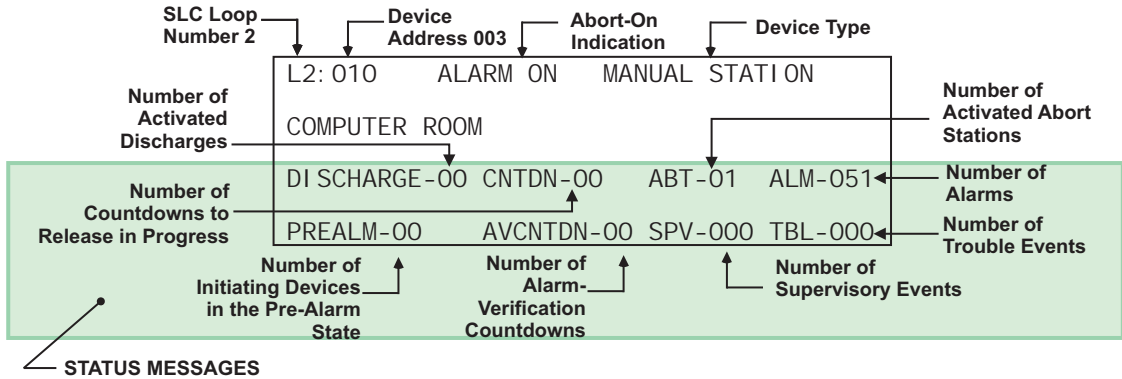 SLC Loop
Number 2
Device
Address 003
Abort-On
Indication
Device Type
L2:010 ALARM ON MANUAL STATION
Number of
Activated
Discharges
COMPUTER ROOM
Number of
Activated Abort
Stations
DISCHARGE-00 CNTDN-00 ABT-01 ALM-051
Number of
Alarms
Number of
Countdowns to
Release in Progress
PREALM-00 AVCNTDN-00 SPV-000 TBL-000
Number of
Trouble Events
Number of
Initiating Devices
in the Pre-Alarm
State
Number of
Alarm-
Verification
Countdowns
Number of
Supervisory Events
STATUS MESSAGES